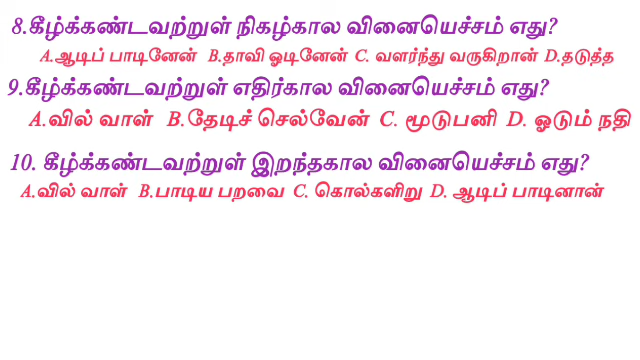 8.கீழ்க்கண்டவற்றுள் நிகழ்கால வினையெச்சம் எது?
A.ஆடிப் பாடினேன் B.தாவி ஓடினேன் C. வளர்ந்து வருகிறான் D.தடுத்த
9.கீழ்க்கண்டவற்றுள் எதிர்கால வினையெச்சம் எது?
A.வில் வாள் B.தேடிச் செல்வேன் C. மூடுபனி D. ஓடும் நதி
10. கீழ்க்கண்டவற்றுள் இறந்தகால வினையெச்சம் எது?
A.வில் வாள் B.பாடிய பறவை C. கொல்களிறு D. ஆடிப் பாடினான்